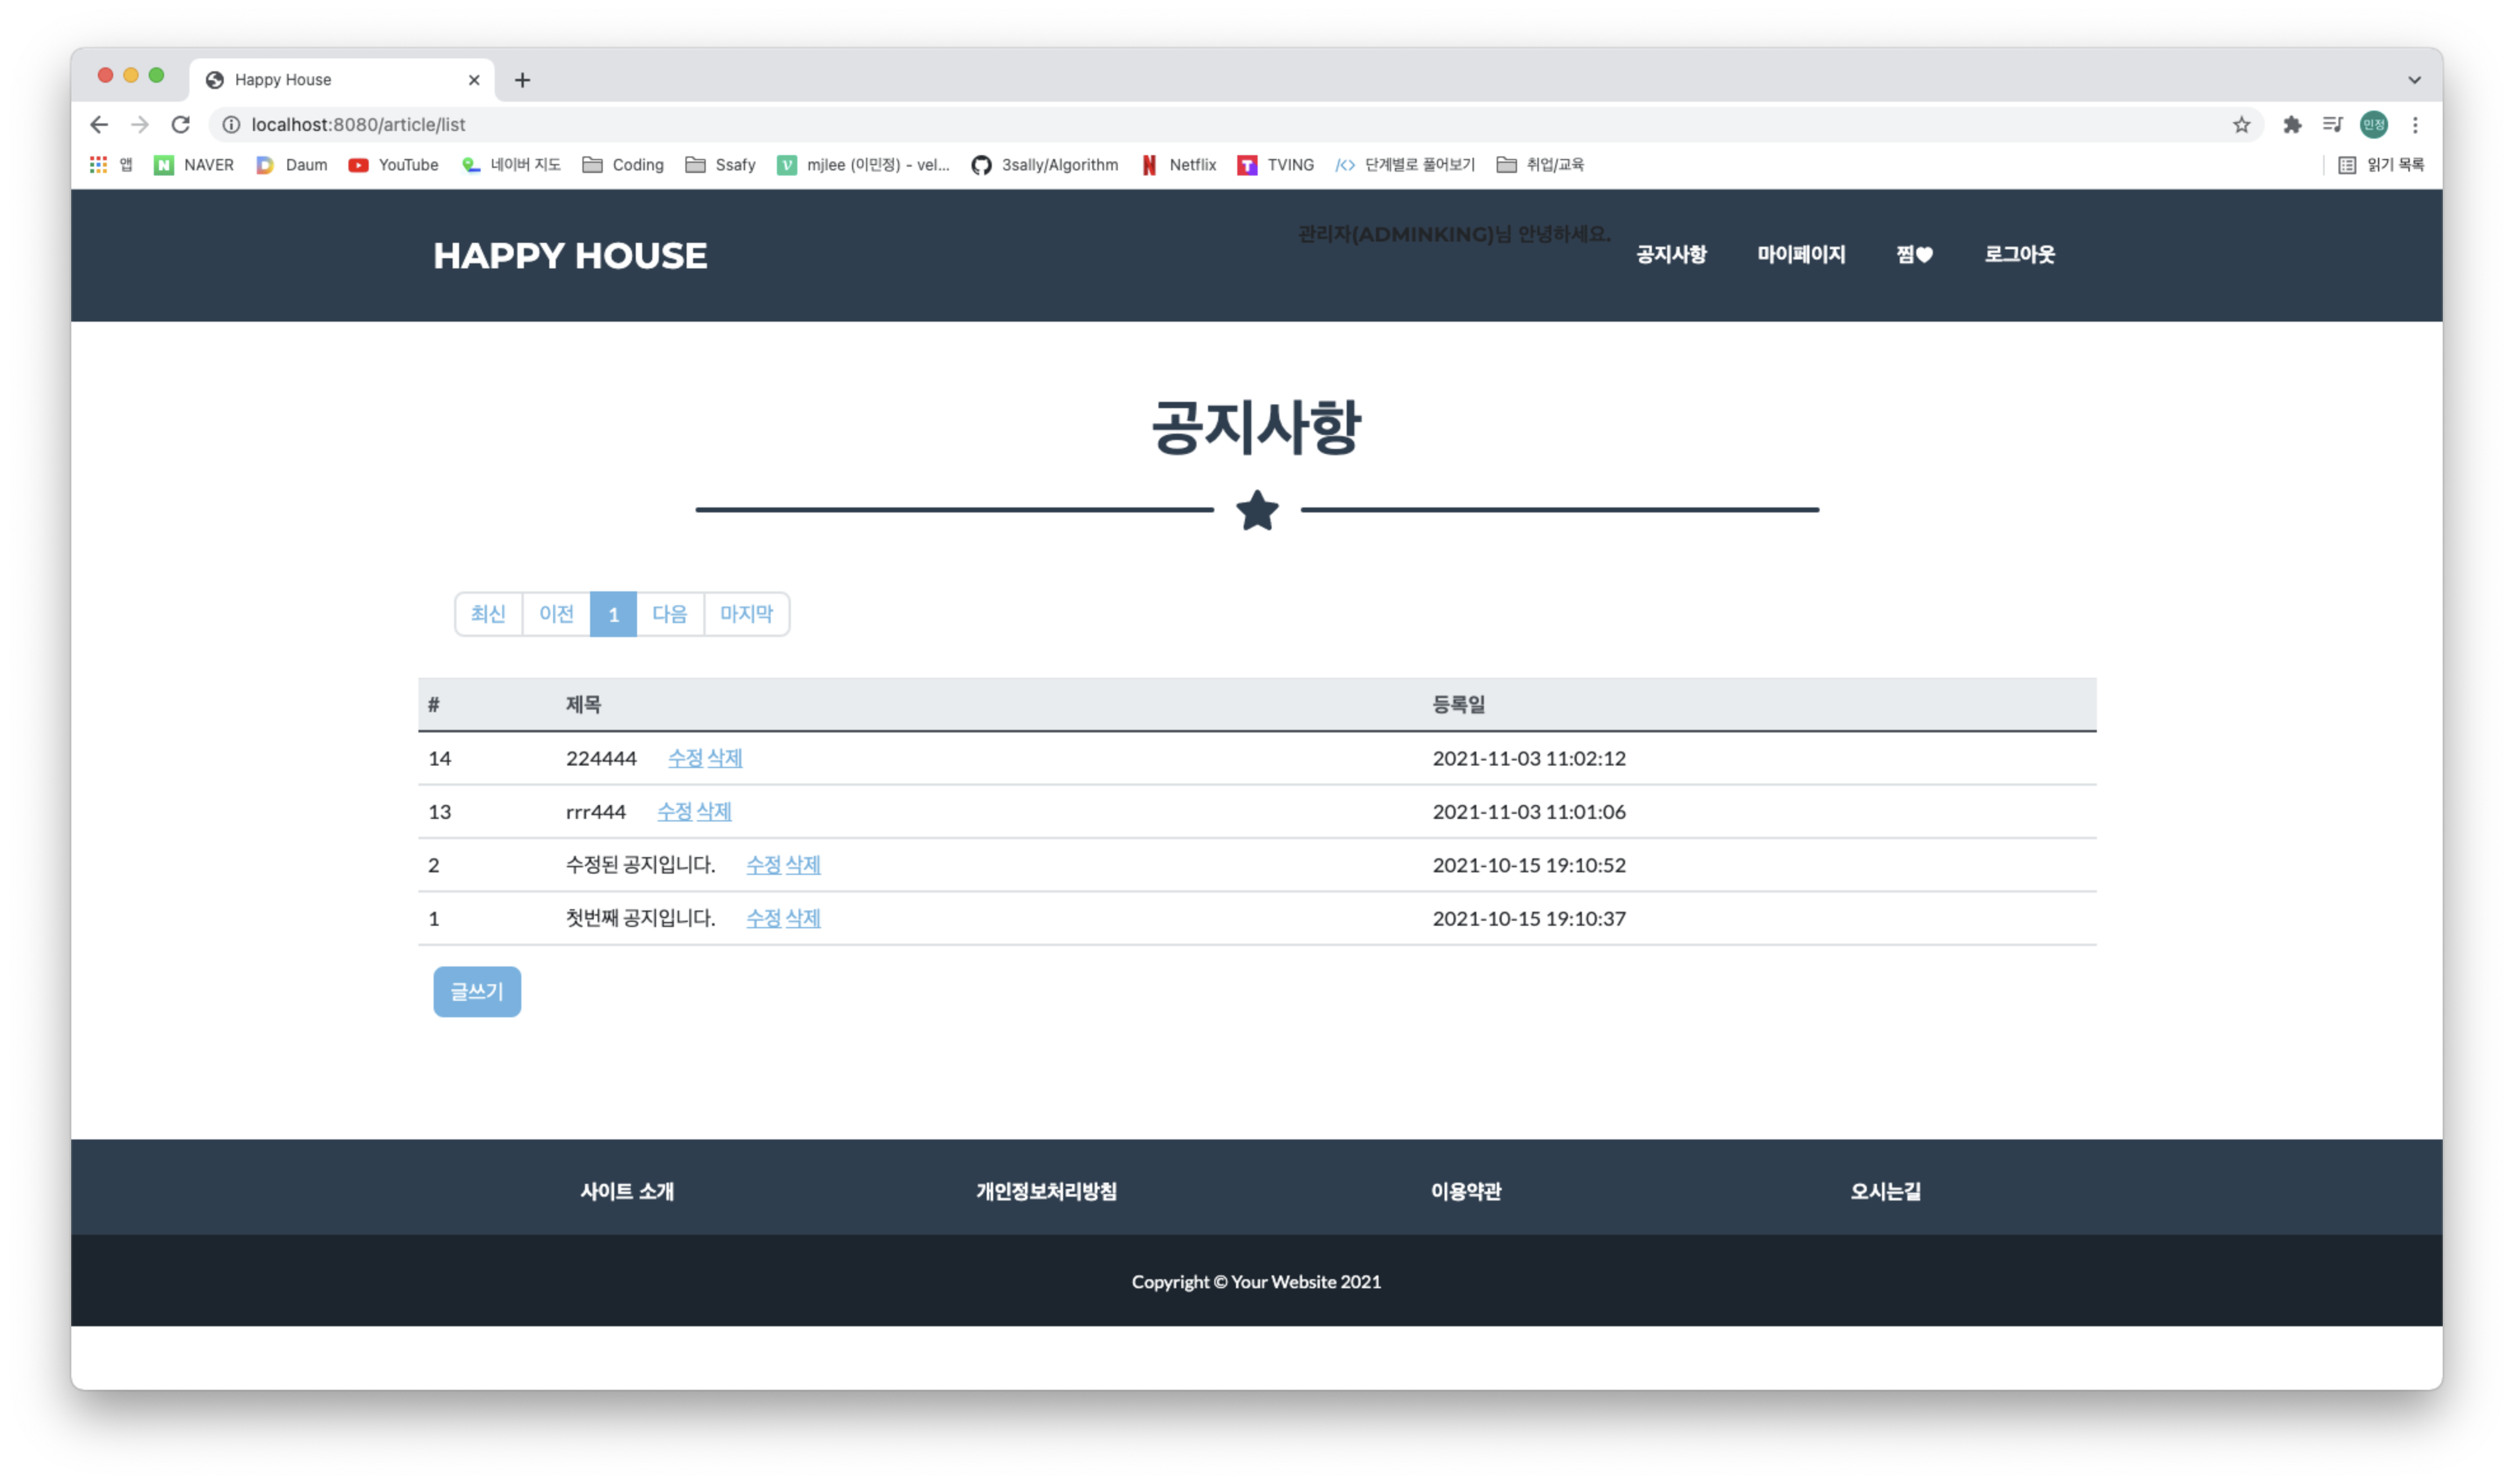 Happy House
localhost:8080/article/list
앱 NAVER Daum YouTube 네이버 지도 Coding Ssafy mjlee (이민정) - vel... 3sally/Algorithm Netflix TVING 단계별로 풀어보기 취업/교육 읽기 목록
민정
HAPPY HOUSE
관리자(ADMINKING)님 안녕하세요.
공지사항 마이페이지 찜♥ 로그아웃
공지사항
최신 이전 1 다음 마지막
# 제목 등록일
14 224444 수정 삭제 2021-11-03 11:02:12
13 rrr444 수정 삭제 2021-11-03 11:01:06
2 수정된 공지입니다. 수정 삭제 2021-10-15 19:10:52
1 첫번째 공지입니다. 수정 삭제 2021-10-15 19:10:37
글쓰기
사이트 소개 개인정보처리방침 이용약관 오시는길
Copyright © Your Website 2021